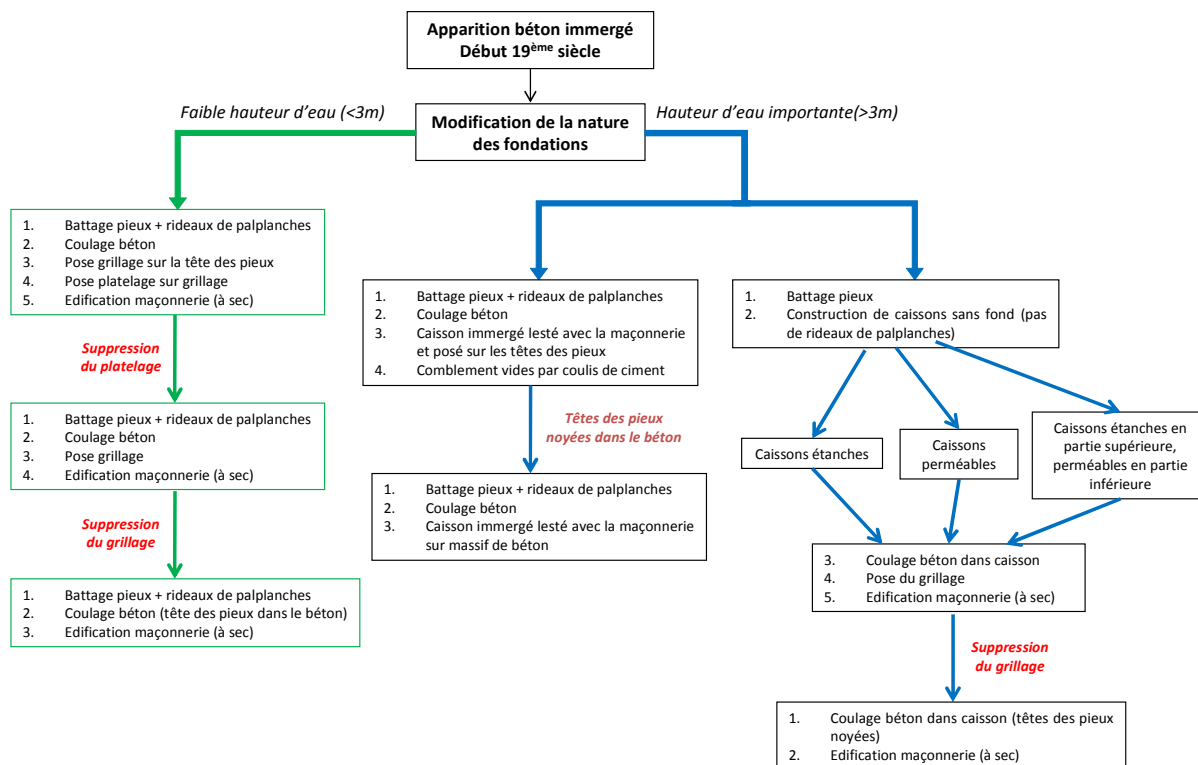 Apparition béton immergé
Début 19ème siècle
Faible hauteur d'eau (<3m)
Hauteur d'eau importante(>3m)
Modification de la nature
des fondations
1. Battage pieux + rideaux de palplanches
2. Coulage béton
3. Pose grillage sur la tête des pieux
4. Pose platelage sur grillage
5. Edification maçonnerie (à sec)
Suppression
du platelage
1. Battage pieux + rideaux de palplanches
2. Coulage béton
3. Pose grillage
4. Edification maçonnerie (à sec)
Suppression
du grillage
1. Battage pieux + rideaux de palplanches
2. Coulage béton (tête des pieux dans le béton)
3. Edification maçonnerie (à sec)
1. Battage pieux + rideaux de palplanches
2. Coulage béton
3. Caisson immergé lesté avec la maçonnerie
et posé sur les têtes des pieux
4. Comblement vides par coulis de ciment
Têtes des pieux
noyées dans le béton
1. Battage pieux + rideaux de palplanches
2. Coulage béton
3. Caisson immergé lesté avec la maçonnerie
sur massif de béton
1. Battage pieux
2. Construction de caissons sans fond (pas
de rideaux de palplanches)
Caissons étanches
Caissons
perméables
Caissons étanches en
partie supérieure,
perméables en partie
inférieure
3. Coulage béton dans caisson
4. Pose du grillage
5. Edification maçonnerie (à sec)
Suppression
du grillage
1. Coulage béton dans caisson (têtes des pieux
noyées)
2. Edification maçonnerie (à sec)